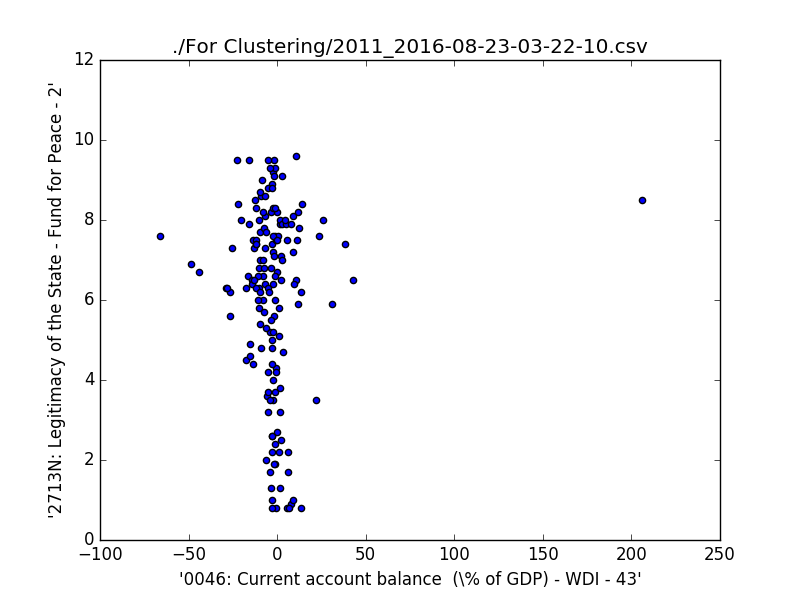 ./For Clustering/2011_2016-08-23-03-22-10.csv
'2713N: Legitimacy of the State - Fund for Peace - 2'
12
10
8
6
4
2
0
−100 −50 0 50 100 150 200 250
'0046: Current account balance  (\% of GDP) - WDI - 43'